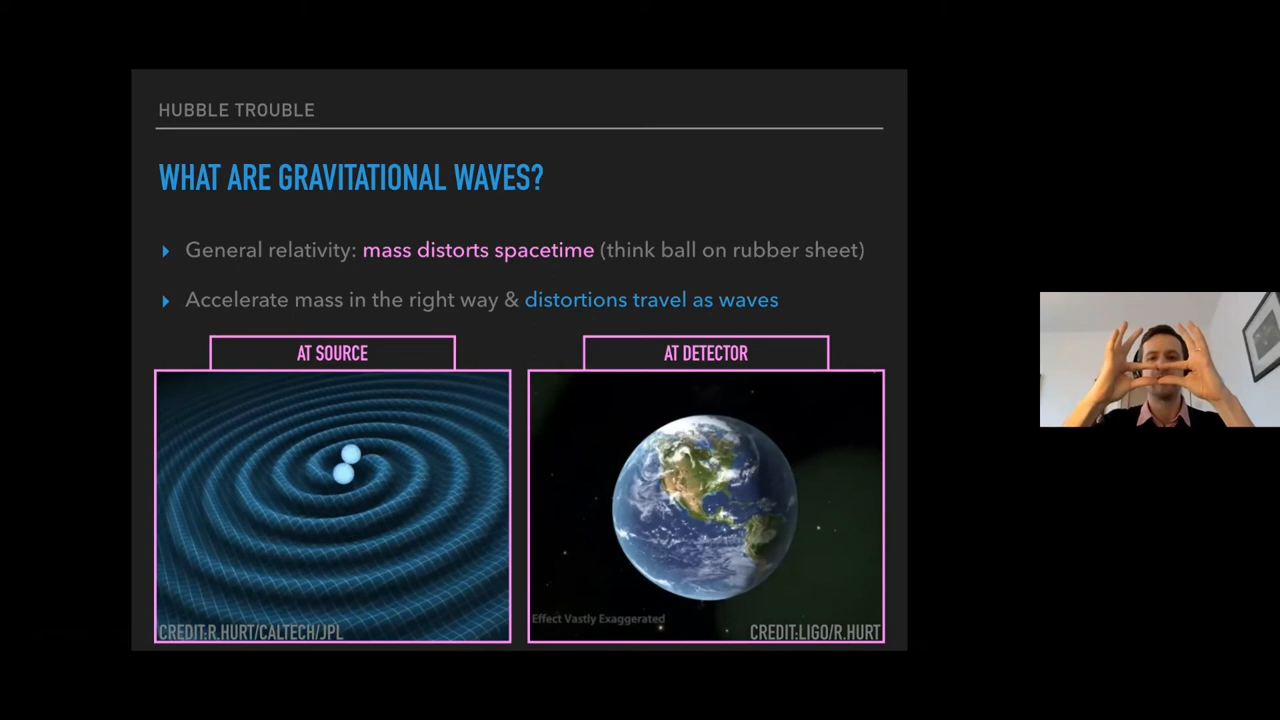 HUBBLE TROUBLE
WHAT ARE GRAVITATIONAL WAVES?
General relativity: mass distorts spacetime (think ball on rubber sheet)
Accelerate mass in the right way & distortions travel as waves
AT SOURCE
AT DETECTOR
CREDIT:R.HURT/CALTECH/JPL
Effect Vastly Exaggerated
CREDIT:LIGO/R.HURT